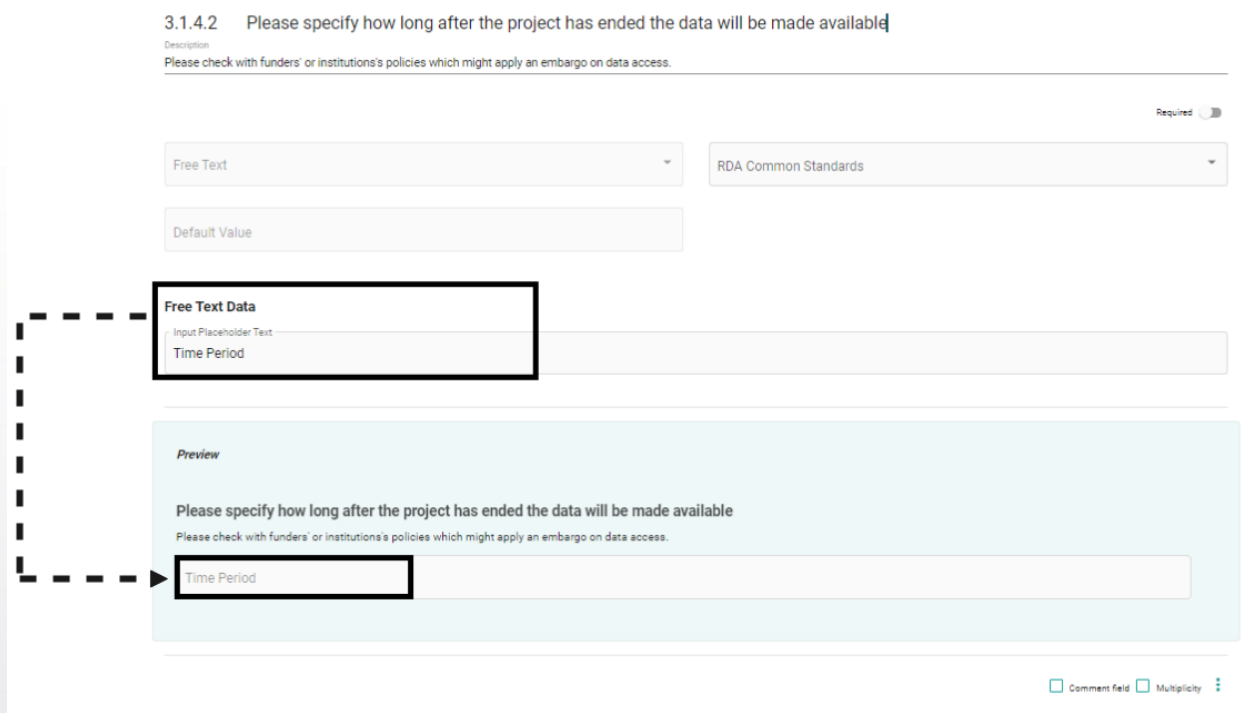 3.1.4.2 Please specify how long after the project has ended the data will be made available
Description
Please check with funders' or institutions's policies which might apply an embargo on data access.
Required
Free Text
RDA Common Standards
Default Value
Free Text Data
Input Placeholder Text
Time Period
Preview
Please specify how long after the project has ended the data will be made available
Please check with funders' or institutions's policies which might apply an embargo on data access.
Time Period
Comment field Multiplicity